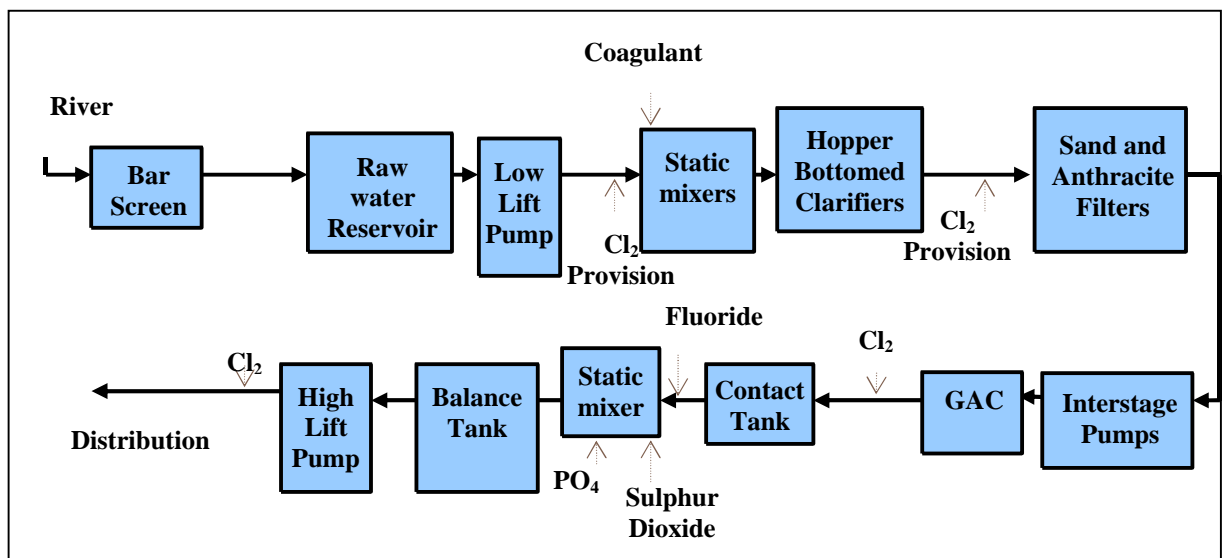 Coagulant
River
Bar
Screen
Raw
water
Reservoir
Low
Lift
Pump
Cl₂
Provision
Static
mixers
Hopper
Bottomed
Clarifiers
Cl₂
Provision
Sand and
Anthracite
Filters
Interstage
Pumps
GAC
Cl₂
Contact
Tank
Fluoride
Static
mixer
PO₄
Sulphur
Dioxide
Balance
Tank
High
Lift
Pump
Cl₂
Distribution